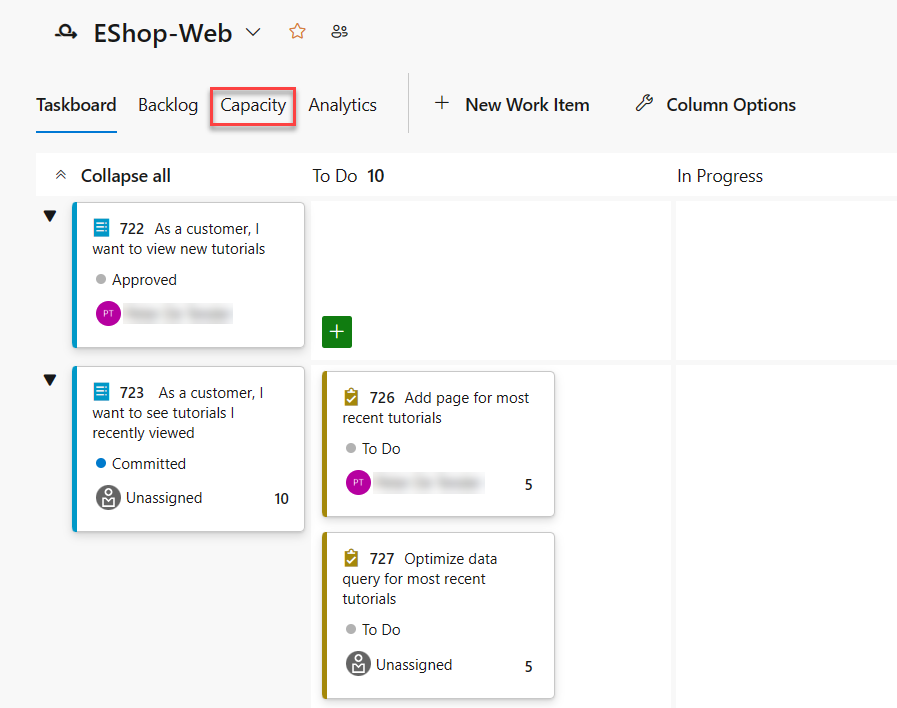 EShop-Web
Taskboard Backlog Capacity Analytics New Work Item Column Options
Collapse all To Do 10 In Progress
722 As a customer, I
want to view new tutorials
Approved
PT
723 As a customer, I
want to see tutorials I
recently viewed
Committed
Unassigned 10
726 Add page for most
recent tutorials
To Do
PT 5
727 Optimize data
query for most recent
tutorials
To Do
Unassigned 5